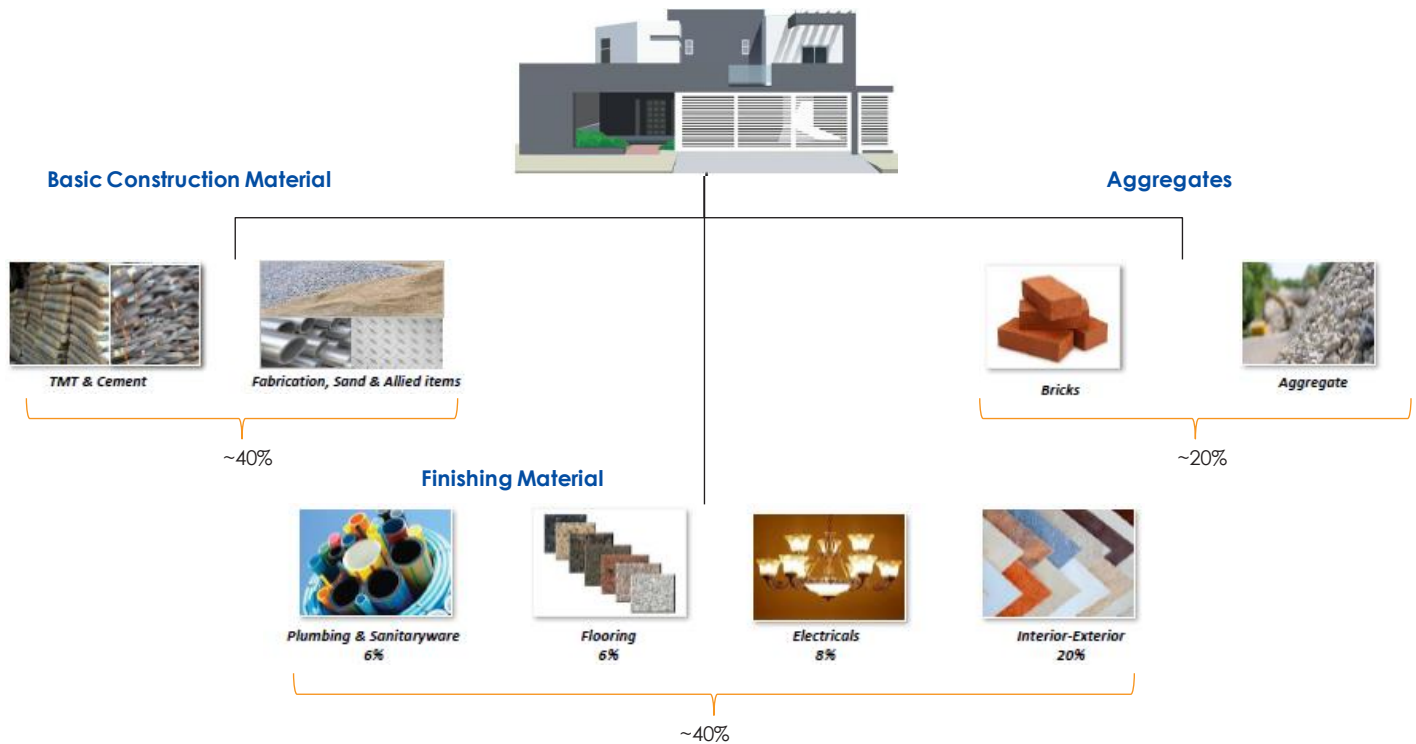 Basic Construction Material
Aggregates
TMT & Cement
Fabrication, Sand & Allied items
Bricks
Aggregate
~40%
~20%
Finishing Material
Plumbing & Sanitaryware
6%
Flooring
6%
Electricals
8%
Interior-Exterior
20%
~40%